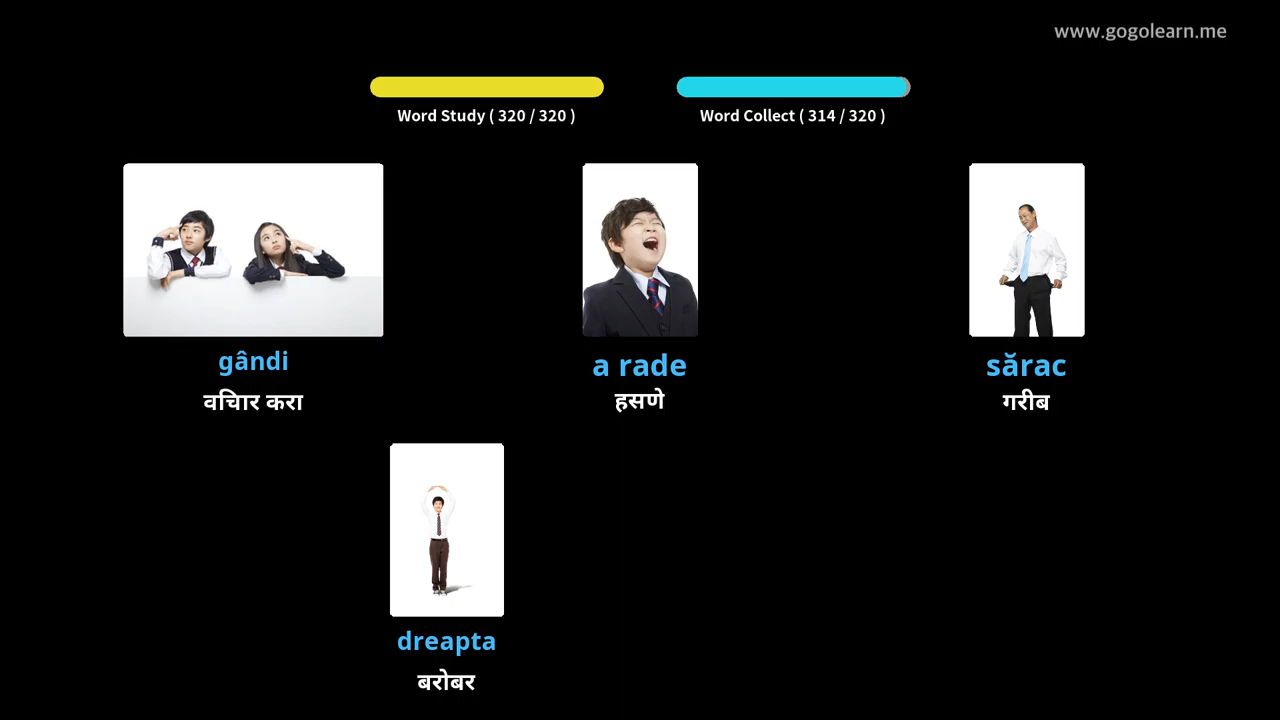 www.gogolearn.me
Word Study ( 320 / 320 )
Word Collect ( 314 / 320 )
gândi
विचार करा
a rade
हसणे
sărac
गरीब
dreapta
बरोबर